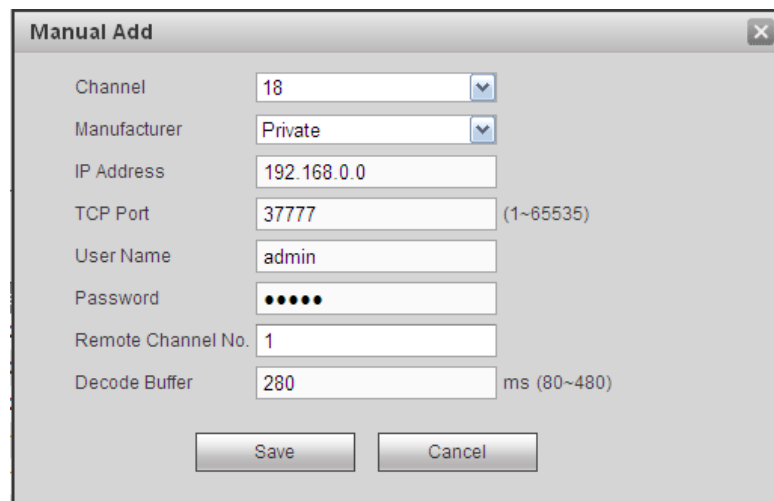 Manual Add
Channel 18
Manufacturer Private
IP Address 192.168.0.0
TCP Port 37777 (1~65535)
User Name admin
Password •••••
Remote Channel No. 1
Decode Buffer 280 ms (80~480)
Save Cancel